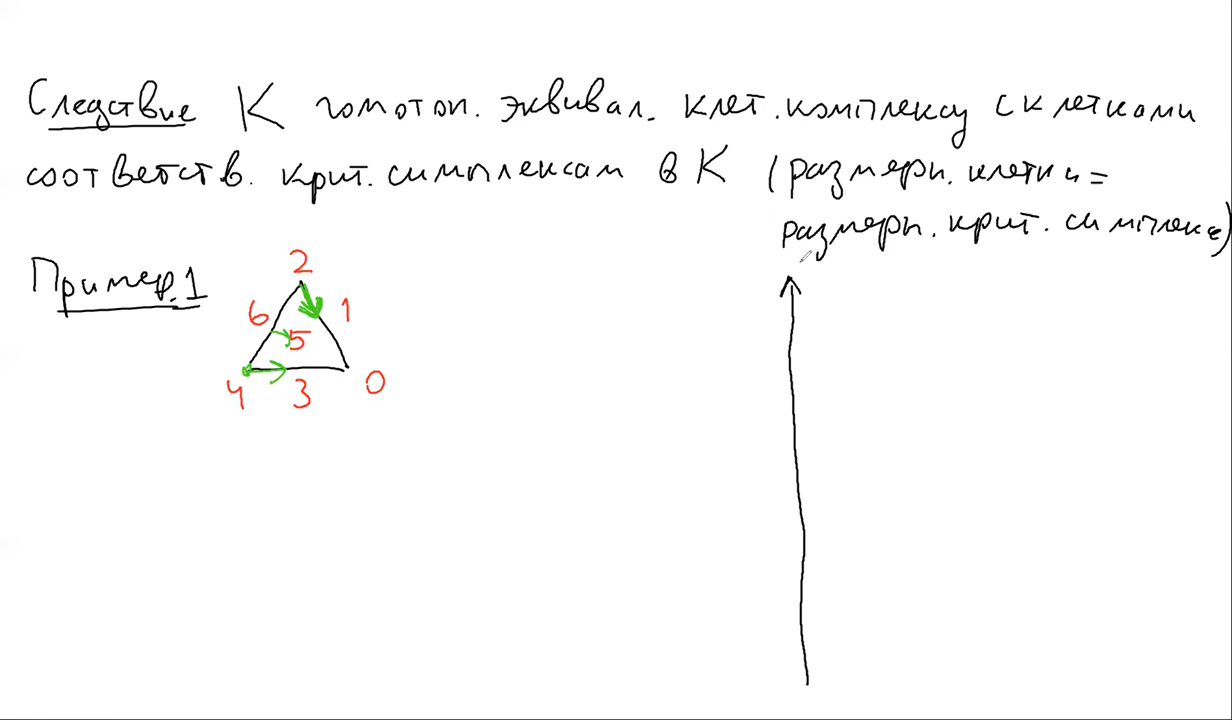 Следствие K гомотоп. эквивал. клет. комплексу с клетками
соответств. крит. симплексам в K (размерн. клетки =
размерн. крит. симплекс)
Пример.1
2
6 1
5
4 3 0